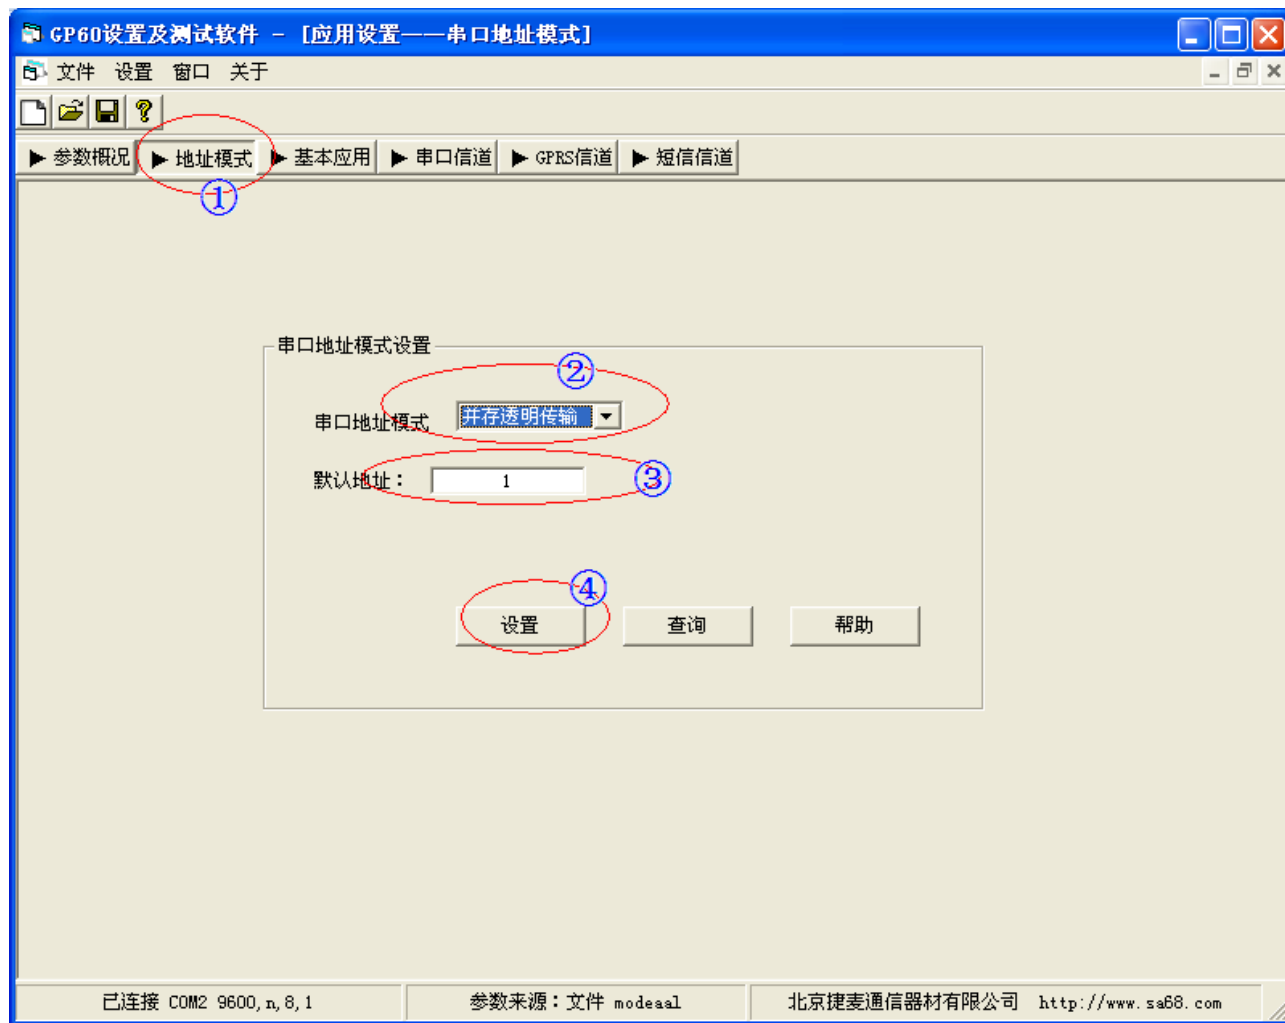 GP60设置及测试软件 - [应用设置——串口地址模式]
文件 设置 窗口 关于
参数概况 地址模式 基本应用 串口信道 GPRS信道 短信信道
①
串口地址模式设置
②
串口地址模式 并存透明传输
默认地址: 1 ③
④
设置 查询 帮助
已连接 COM2 9600,n,8,1 参数来源:文件 modeaal 北京捷麦通信器材有限公司 http://www.sa68.com